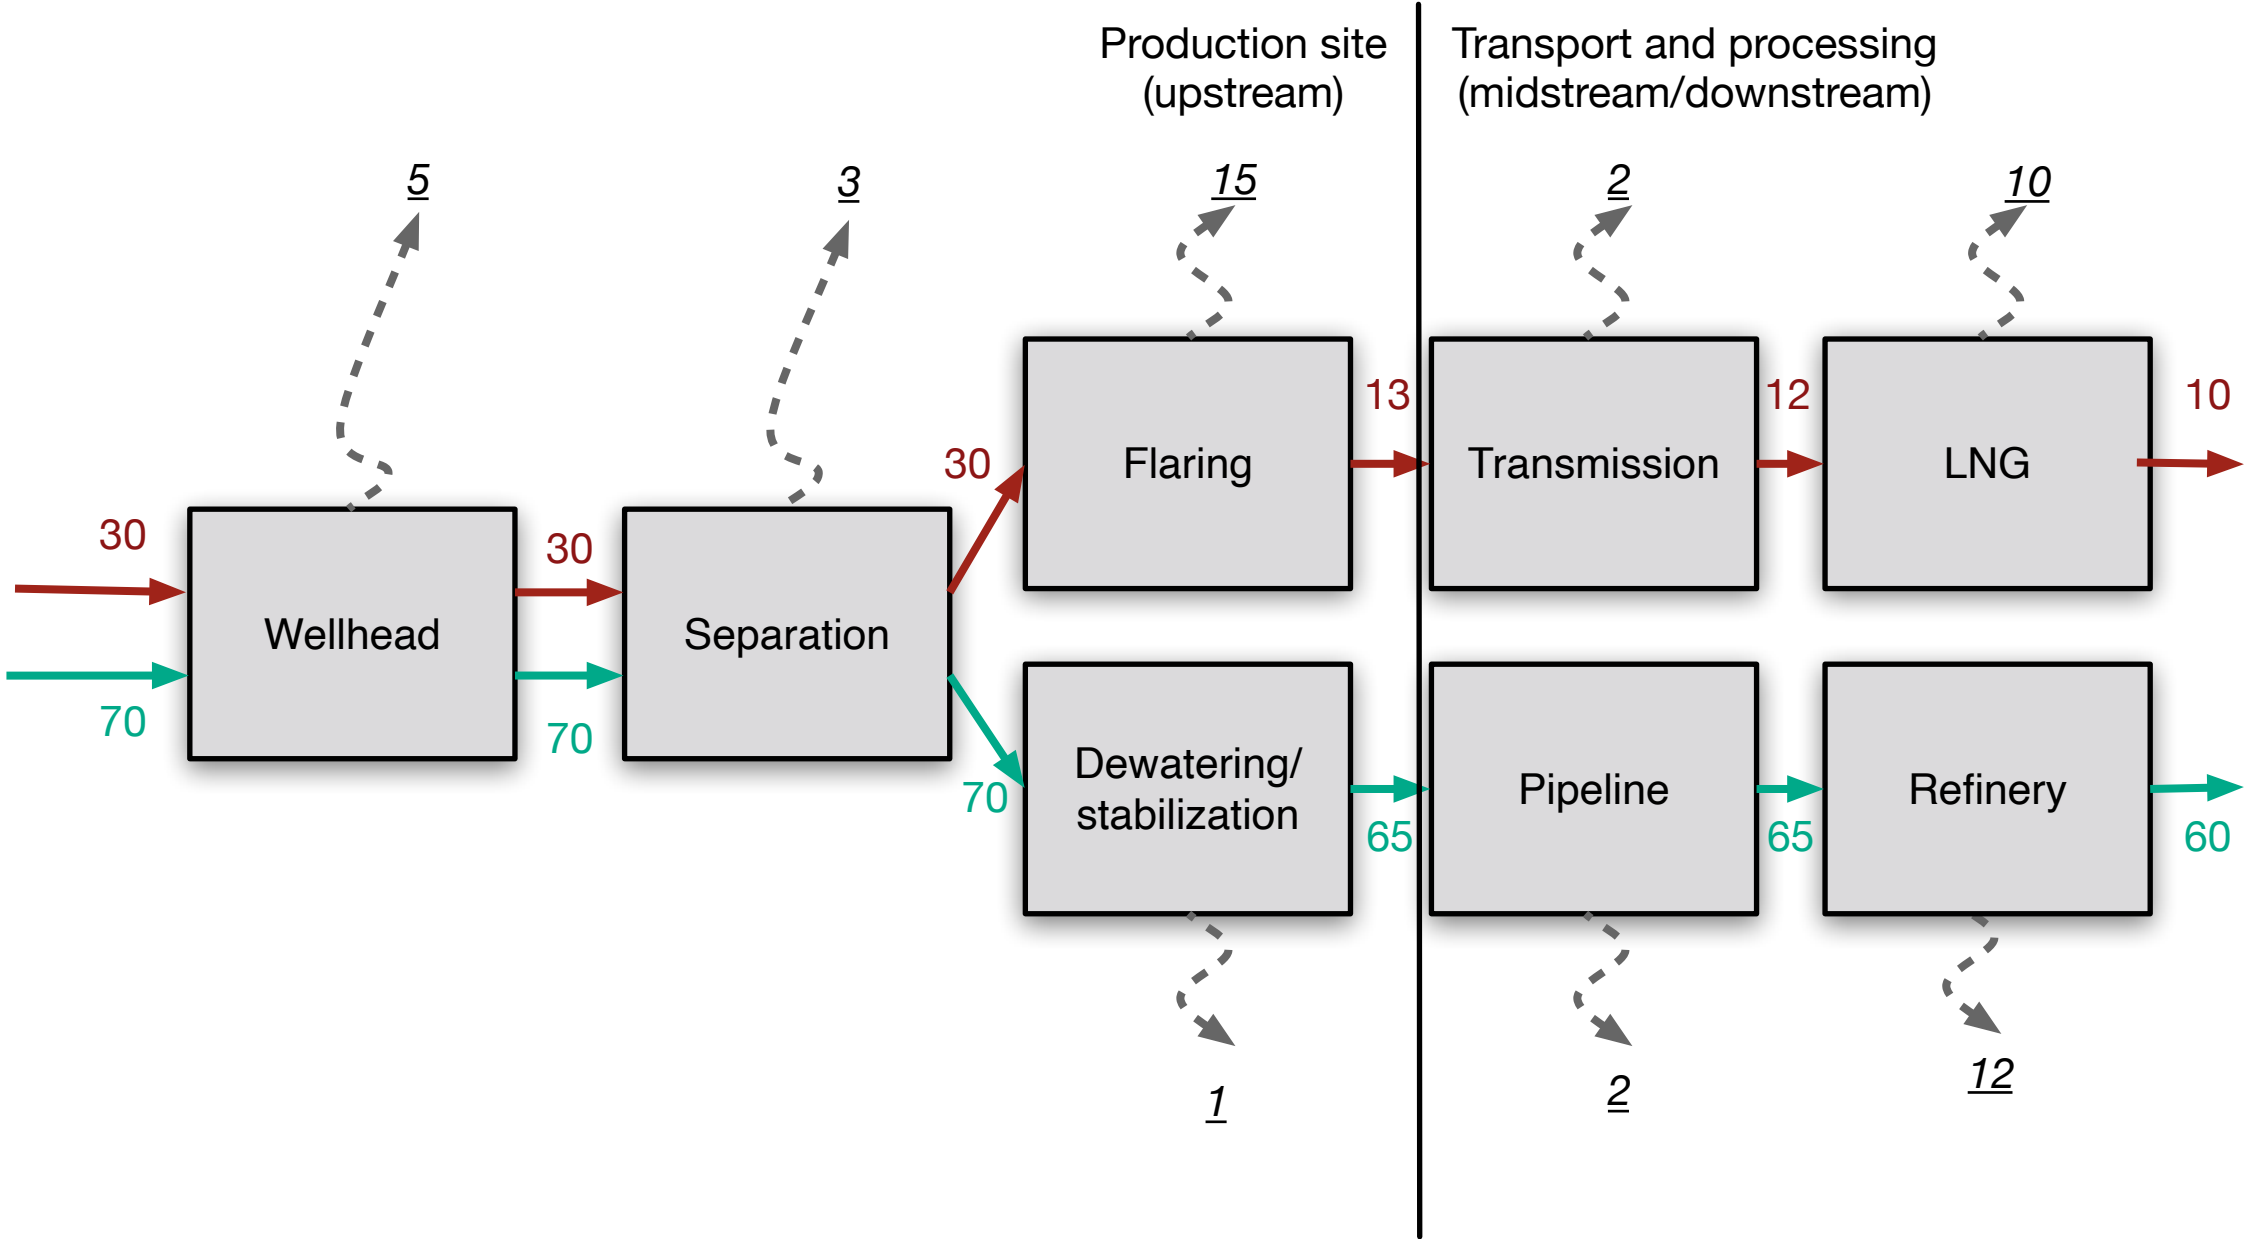 Production site
(upstream)
Transport and processing
(midstream/downstream)
5
3
15
2
10
30
30
30
13
12
10
Wellhead
Separation
Flaring
Transmission
LNG
70
70
70
Dewatering/
stabilization
65
Pipeline
65
Refinery
60
1
2
12